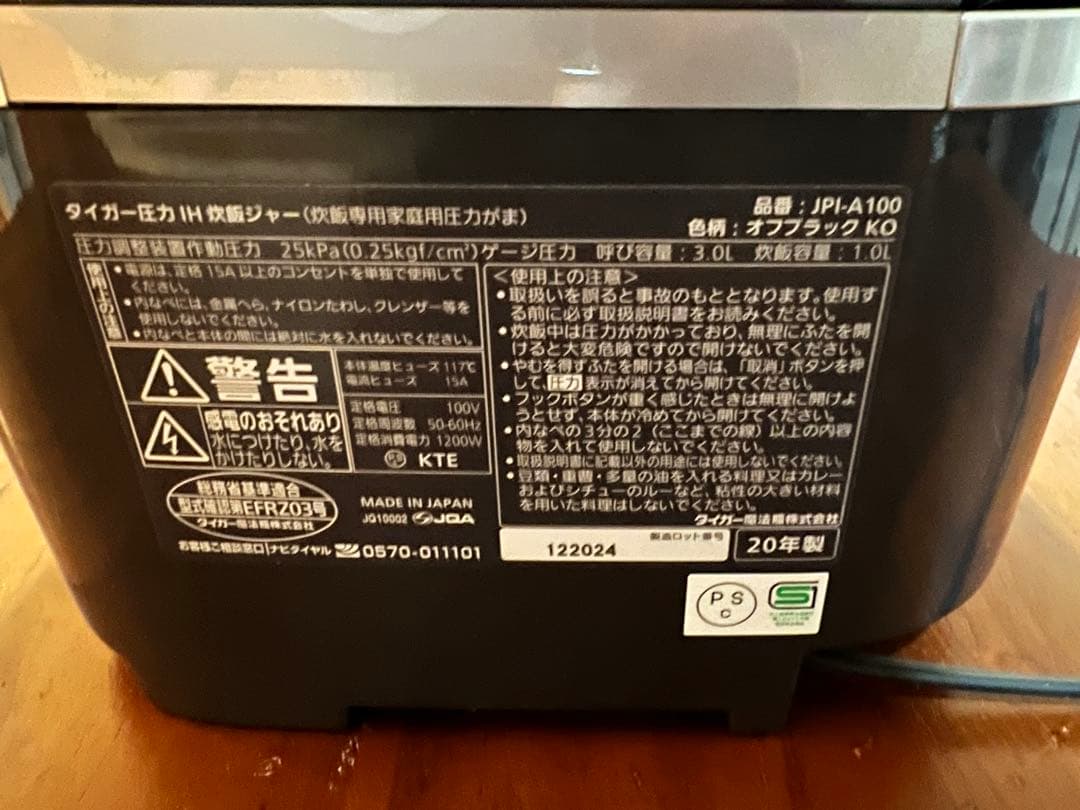 タイガー圧力IH炊飯ジャー(炊飯専用家庭用圧力がま)
品番：JPI-A100
色柄：オフブラック KO
圧力調整装置作動圧力 25kPa(0.25kgf/cm²)ゲージ圧力 呼び容量：3.0L 炊飯容量：1.0L
使用上の注意
•電源は、定格15A以上のコンセントを単独で使用して
ください。
•内なべには、金属へら、ナイロンたわし、クレンザー等を
使用しないでください。
•内なべと本体の間には絶対に水を入れないでください。
警告
感電のおそれあり
水につけたり、水を
かけたりしない。
本体温度ヒューズ 117℃
電流ヒューズ 15A
定格電圧 100V
定格周波数 50-60Hz
定格消費電力 1200W
PS KTE
総務省基準適合
型式確認第EFRZ03号
タイガー魔法瓶株式会社
MADE IN JAPAN
JQ10002 JQA
お客様ご相談窓口 ナビダイヤル 0570-011101
<使用上の注意>
•取扱いを誤ると事故のもととなります。使用す
る前に必ず取扱説明書をお読みください。
•炊飯中は圧力がかかっており、無理にふたを開
けると大変危険ですので開けないでください。
•やむを得ずふたを開ける場合は、「取消」ボタンを押
して、圧力表示が消えてから開けてください。
•フックボタンが重く感じたときは無理に開けよ
うとせず、本体が冷めてから開けてください。
•内なべの3分の2（ここまでの線）以上の内容
物を入れて使用しないでください。
•取扱説明書に記載以外の用途には使用しないでください。
•豆類・重曹・多量の油を入れる料理又はカレー
およびシチューのルーなど、粘性の大きい材料
を用いた料理はしないでください。
タイガー魔法瓶株式会社
製造ロット番号
122024
20年製
PS
C
S